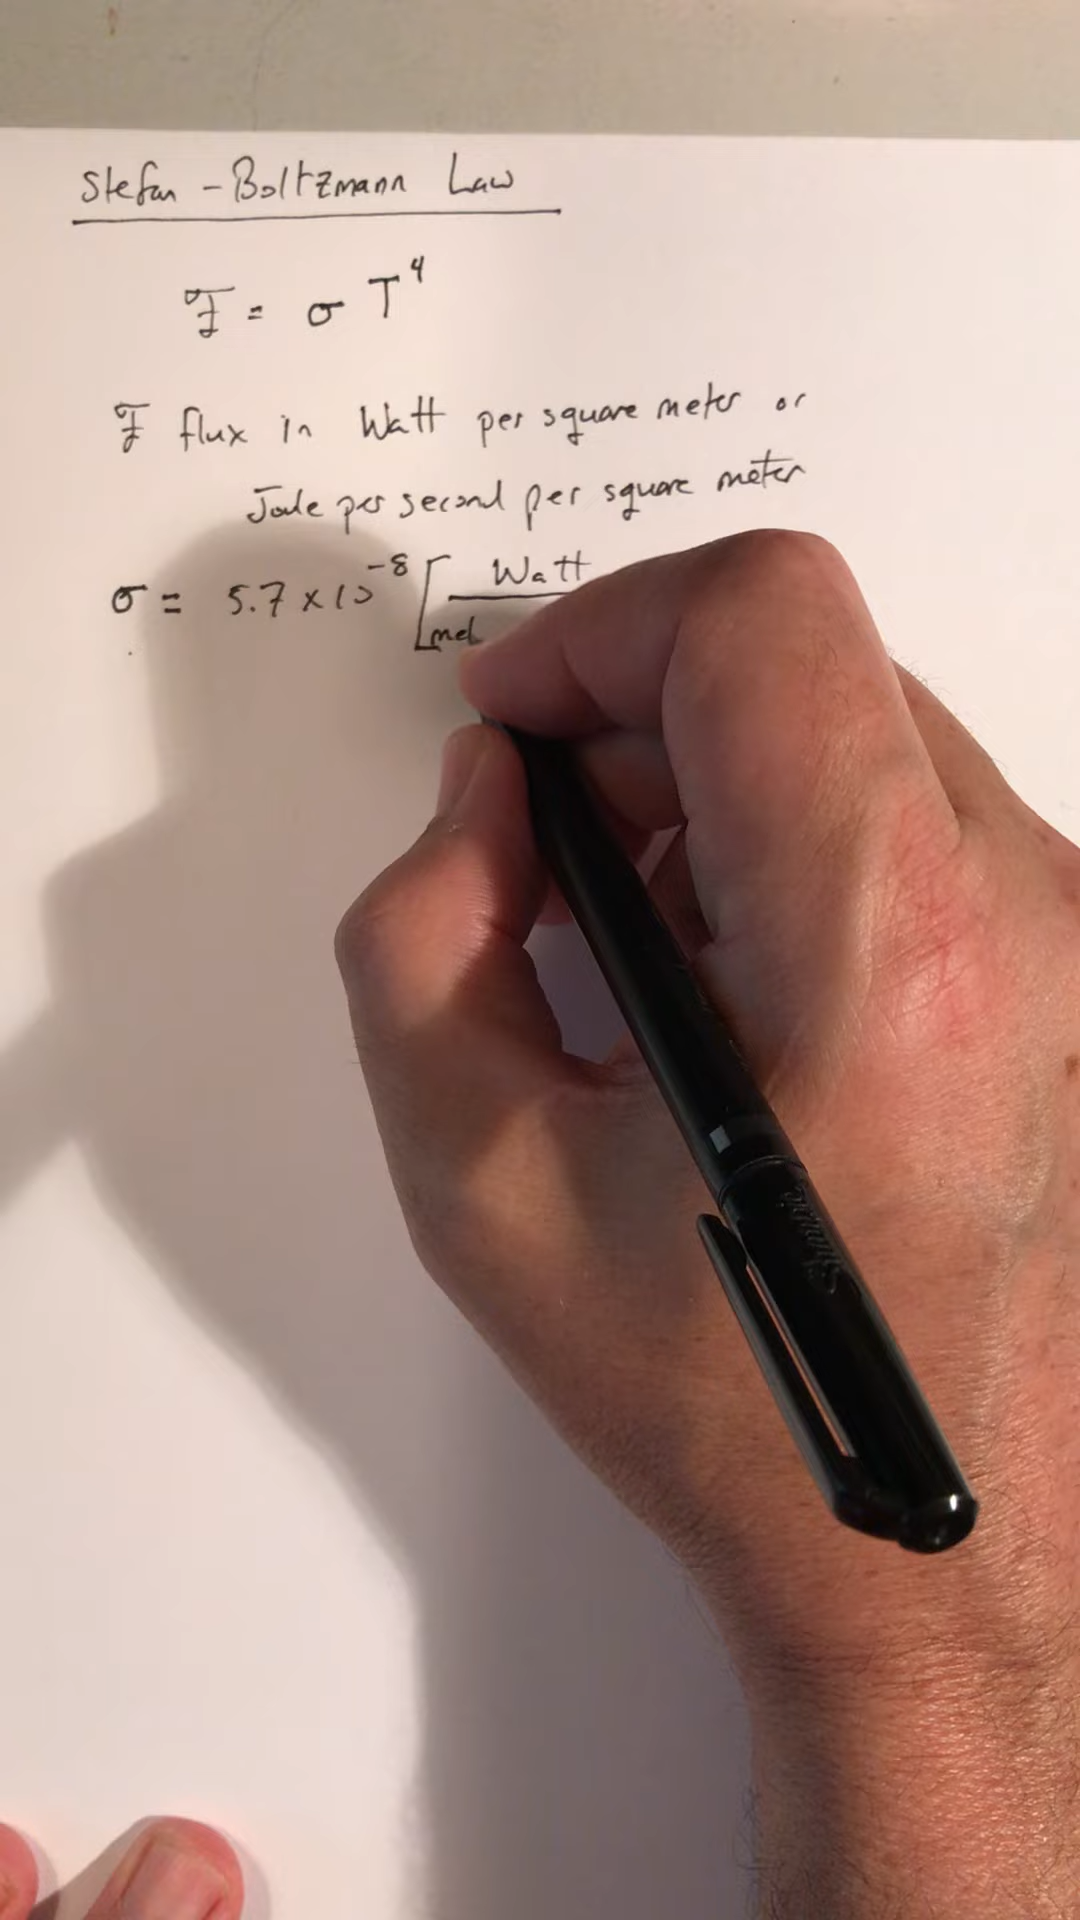 Stefan - Boltzmann Law
F = σ T⁴
F flux in Watt per square meter or
Joule per second per square meter
σ = 5.7 × 10⁻⁸ [ Watt
met